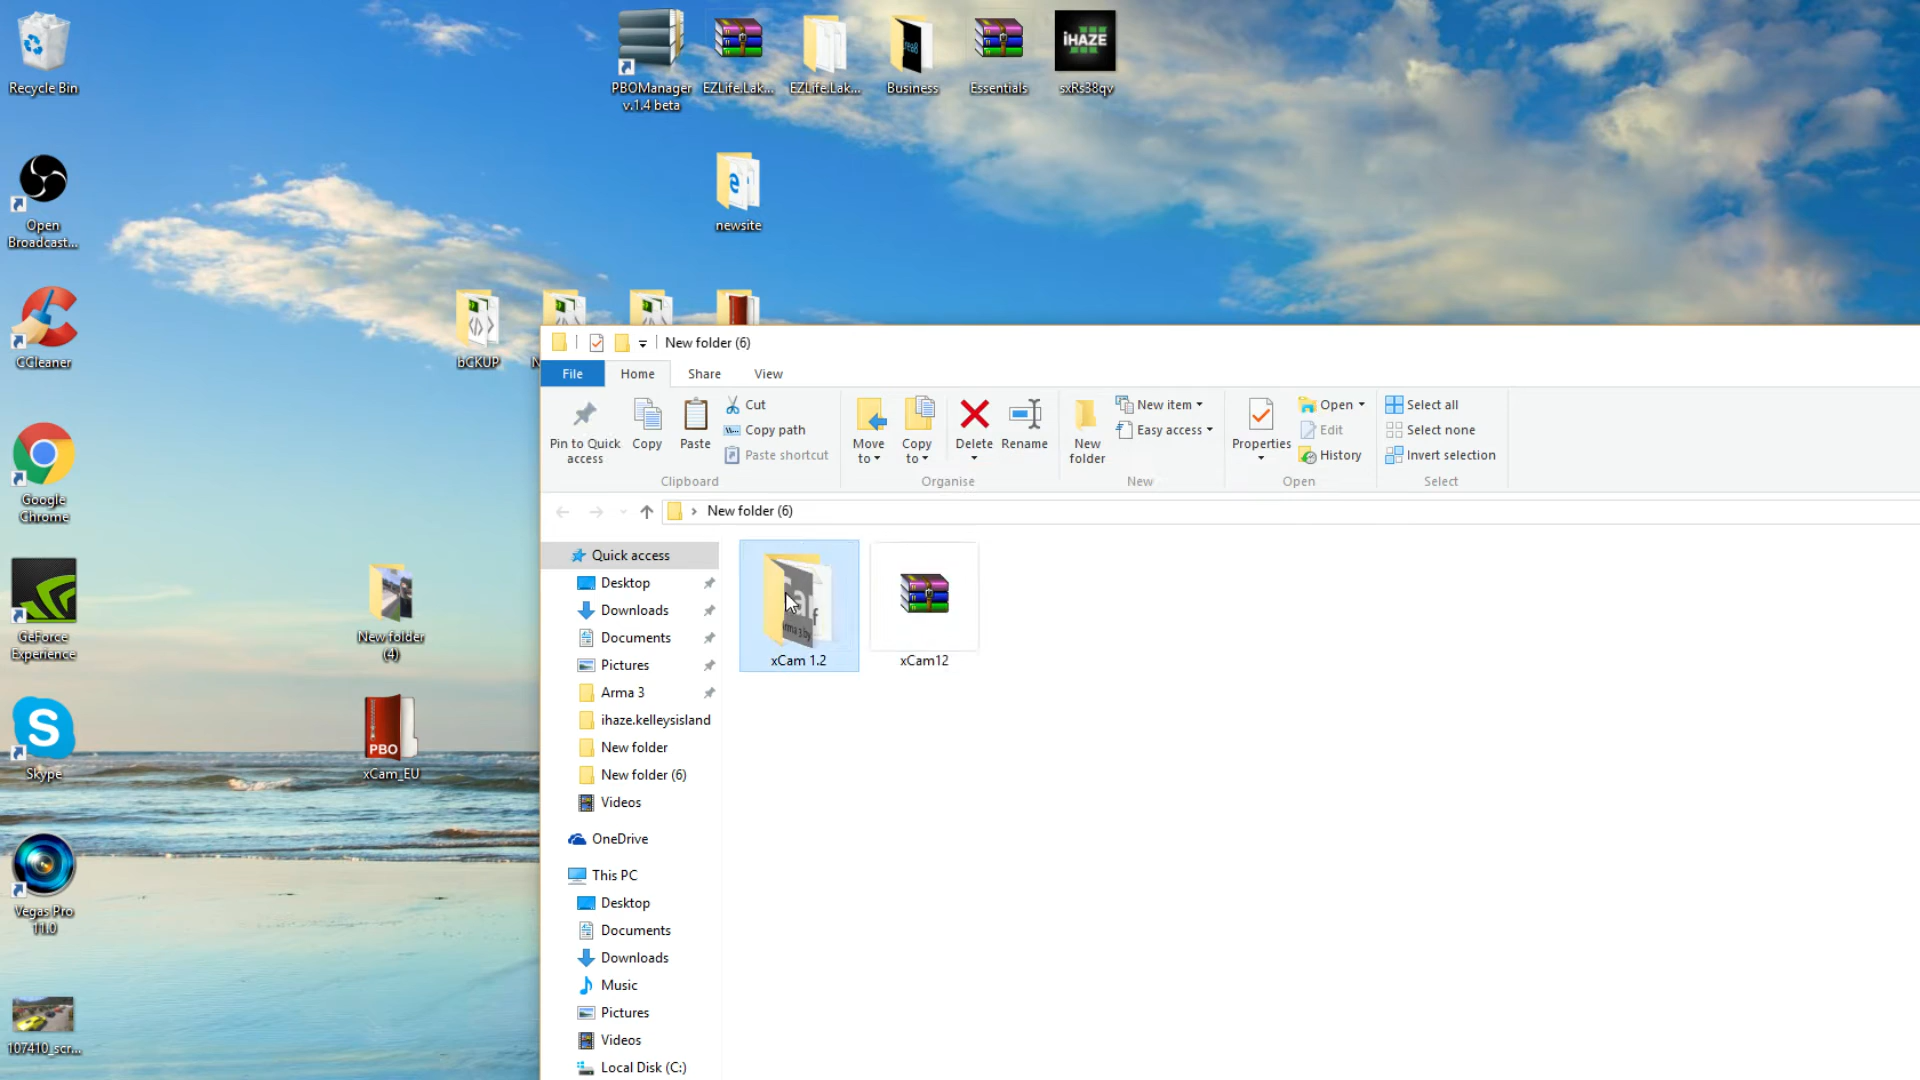 Recycle Bin
PBOManager
v.1.4 beta
EZLife.Lak...
EZLife.Lak...
Business
Essentials
iHAZE
sxRs38qv
Open
Broadcast...
newsite
CCleaner
bCKUP
N
Google
Chrome
GeForce
Experience
New folder
(4)
Skype
PBO
xCam_EU
Vegas Pro
11.0
107410_scr...
New folder (6)
File
Home
Share
View
Pin to Quick
access
Copy
Paste
Cut
Copy path
Paste shortcut
Clipboard
Move
to
Copy
to
Delete
Rename
Organise
New
folder
New item
Easy access
New
Properties
Open
Edit
History
Open
Select all
Select none
Invert selection
Select
New folder (6)
Quick access
Desktop
Downloads
Documents
Pictures
Arma 3
ihaze.kelleysisland
New folder
New folder (6)
Videos
OneDrive
This PC
Desktop
Documents
Downloads
Music
Pictures
Videos
Local Disk (C:)
xCam 1.2
xCam12